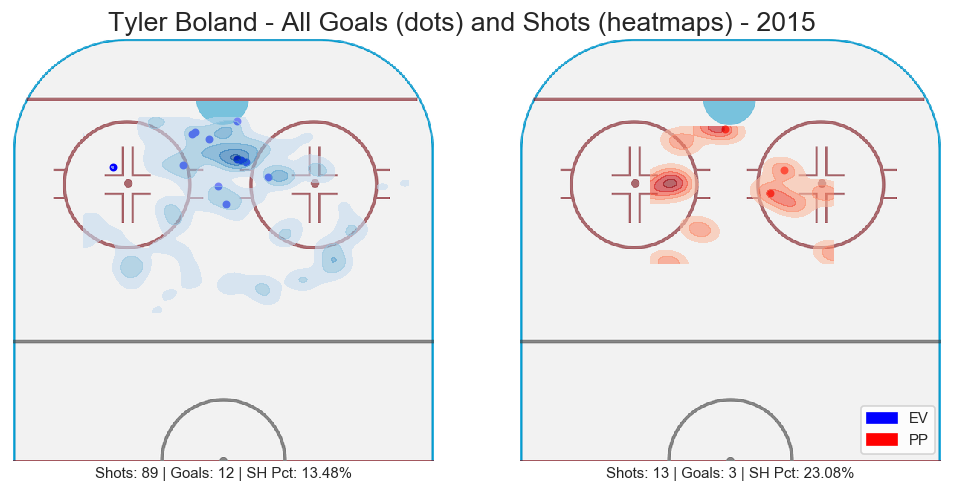 Tyler Boland - All Goals (dots) and Shots (heatmaps) - 2015
EV
PP
Shots: 89 | Goals: 12 | SH Pct: 13.48%
Shots: 13 | Goals: 3 | SH Pct: 23.08%